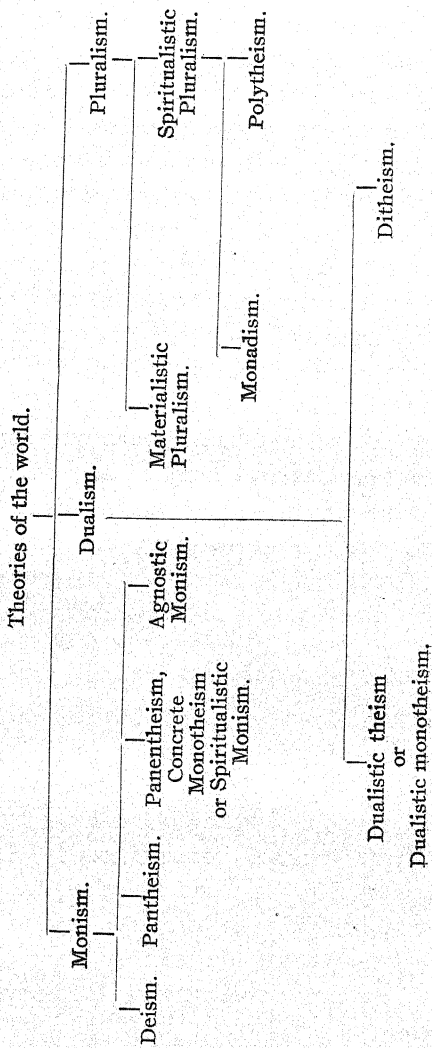 Theories of the world.
Monism.
Dualism.
Pluralism.
Deism.
Pantheism.
Panentheism,
Concrete
Monotheism
or Spiritualistic
Monism.
Agnostic
Monism.
Materialistic
Pluralism.
Spiritualistic
Pluralism.
Monadism.
Polytheism.
Dualistic theism
or
Dualistic monotheism,
Ditheism.